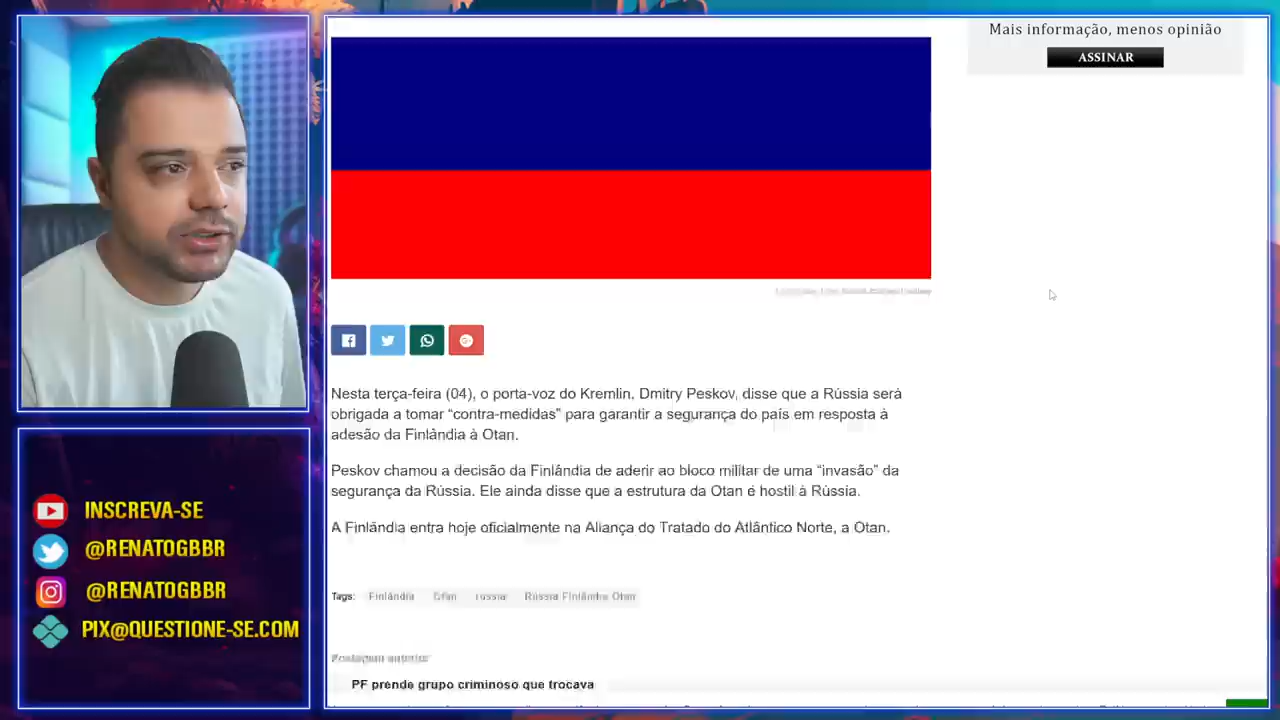 Mais informação, menos opinião
ASSINAR
Nesta terça-feira (04), o porta-voz do Kremlin, Dmitry Peskov, disse que a Rússia será
obrigada a tomar “contra-medidas” para garantir a segurança do país em resposta à
adesão da Finlândia à Otan.
Peskov chamou a decisão da Finlândia de aderir ao bloco militar de uma “invasão” da
segurança da Rússia. Ele ainda disse que a estrutura da Otan é hostil à Rússia.
A Finlândia entra hoje oficialmente na Aliança do Tratado do Atlântico Norte, a Otan.
Tags: Finlândia Otan russia Rússia Finlândia Otan
Postagem anterior
PF prende grupo criminoso que trocava
INSCREVA-SE
@RENATOGBBR
@RENATOGBBR
PIX@QUESTIONE-SE.COM